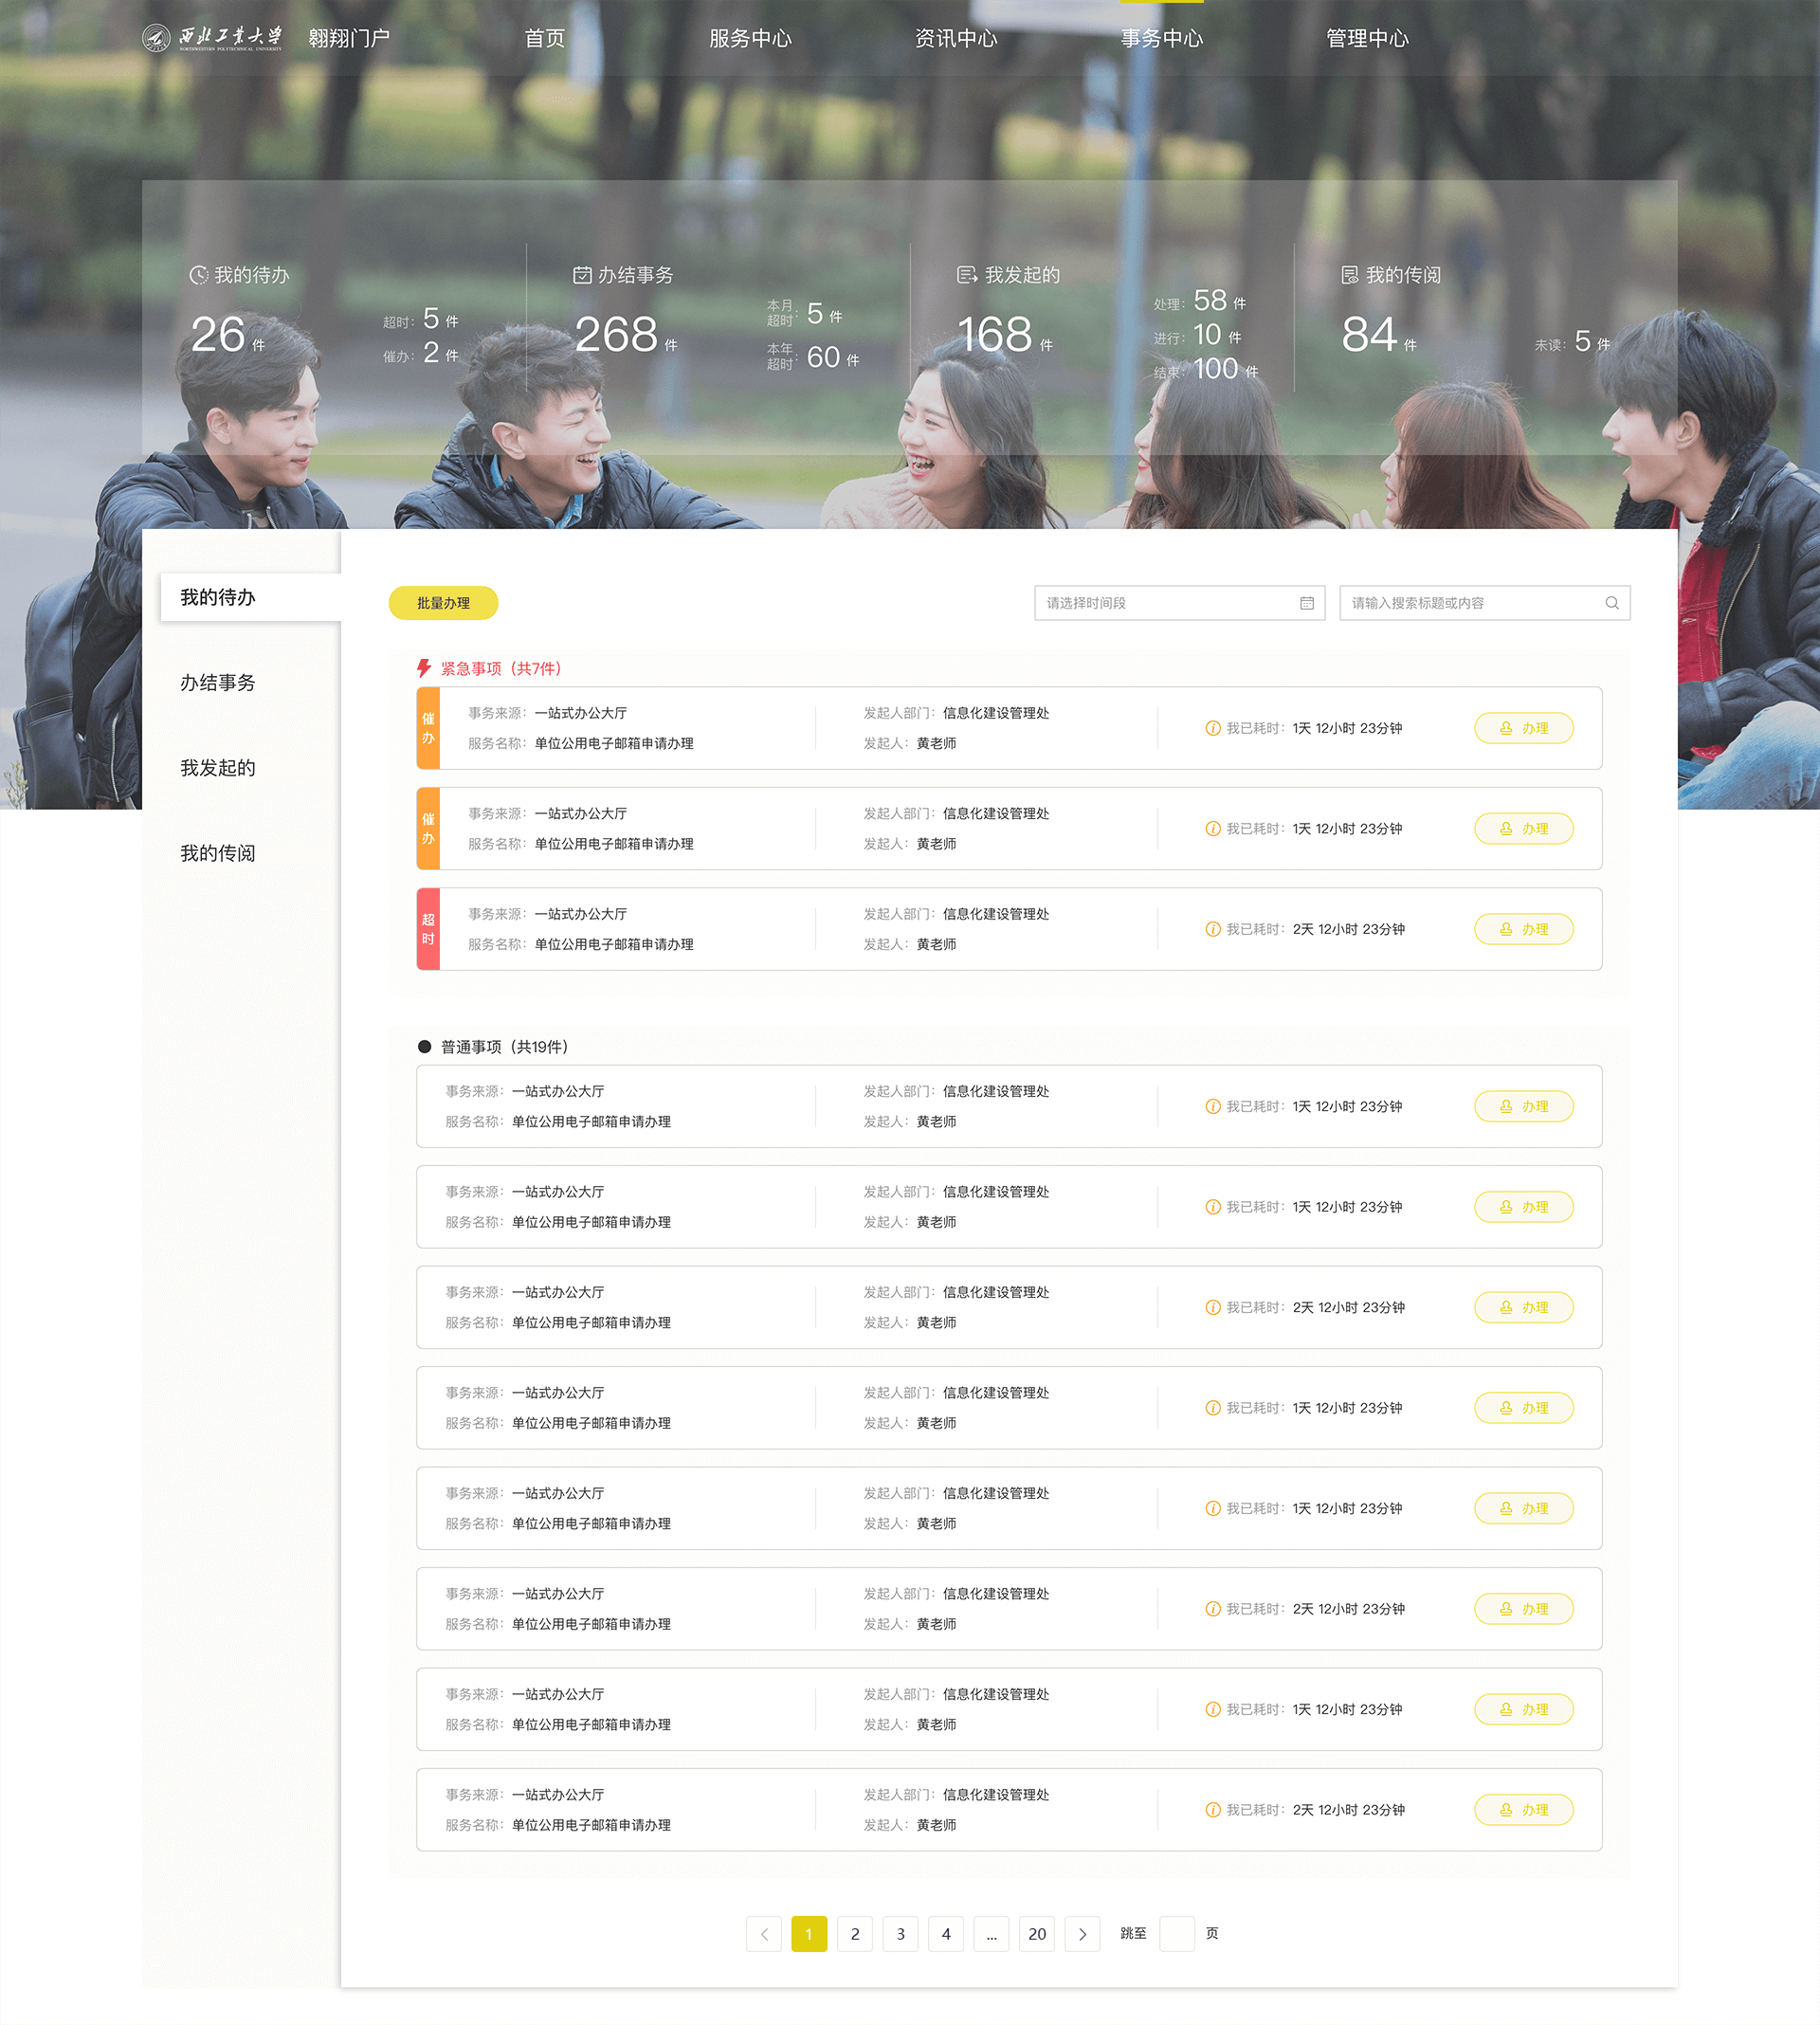 西北工业大学 翱翔门户 首页 服务中心 资讯中心 事务中心 管理中心
NORTHWESTERN POLYTECHNICAL UNIVERSITY
我的待办
26 件
超时: 5 件
催办: 2 件
办结事务
268 件
本月超时: 5 件
本年超时: 60 件
我发起的
168 件
处理: 58 件
进行: 10 件
结束: 100 件
我的传阅
84 件
未读: 5 件
我的待办
办结事务
我发起的
我的传阅
批量办理 请选择时间段 请输入搜索标题或内容
紧急事项（共7件）
催办
事务来源: 一站式办公大厅 发起人部门: 信息化建设管理处
服务名称: 单位公用电子邮箱申请办理 发起人: 黄老师
我已耗时: 1天 12小时 23分钟 办理
催办
事务来源: 一站式办公大厅 发起人部门: 信息化建设管理处
服务名称: 单位公用电子邮箱申请办理 发起人: 黄老师
我已耗时: 1天 12小时 23分钟 办理
超时
事务来源: 一站式办公大厅 发起人部门: 信息化建设管理处
服务名称: 单位公用电子邮箱申请办理 发起人: 黄老师
我已耗时: 2天 12小时 23分钟 办理
普通事项（共19件）
事务来源: 一站式办公大厅 发起人部门: 信息化建设管理处
服务名称: 单位公用电子邮箱申请办理 发起人: 黄老师
我已耗时: 1天 12小时 23分钟 办理
事务来源: 一站式办公大厅 发起人部门: 信息化建设管理处
服务名称: 单位公用电子邮箱申请办理 发起人: 黄老师
我已耗时: 1天 12小时 23分钟 办理
事务来源: 一站式办公大厅 发起人部门: 信息化建设管理处
服务名称: 单位公用电子邮箱申请办理 发起人: 黄老师
我已耗时: 2天 12小时 23分钟 办理
事务来源: 一站式办公大厅 发起人部门: 信息化建设管理处
服务名称: 单位公用电子邮箱申请办理 发起人: 黄老师
我已耗时: 1天 12小时 23分钟 办理
事务来源: 一站式办公大厅 发起人部门: 信息化建设管理处
服务名称: 单位公用电子邮箱申请办理 发起人: 黄老师
我已耗时: 1天 12小时 23分钟 办理
事务来源: 一站式办公大厅 发起人部门: 信息化建设管理处
服务名称: 单位公用电子邮箱申请办理 发起人: 黄老师
我已耗时: 2天 12小时 23分钟 办理
事务来源: 一站式办公大厅 发起人部门: 信息化建设管理处
服务名称: 单位公用电子邮箱申请办理 发起人: 黄老师
我已耗时: 1天 12小时 23分钟 办理
事务来源: 一站式办公大厅 发起人部门: 信息化建设管理处
服务名称: 单位公用电子邮箱申请办理 发起人: 黄老师
我已耗时: 2天 12小时 23分钟 办理
1 2 3 4 ... 20 跳至 页